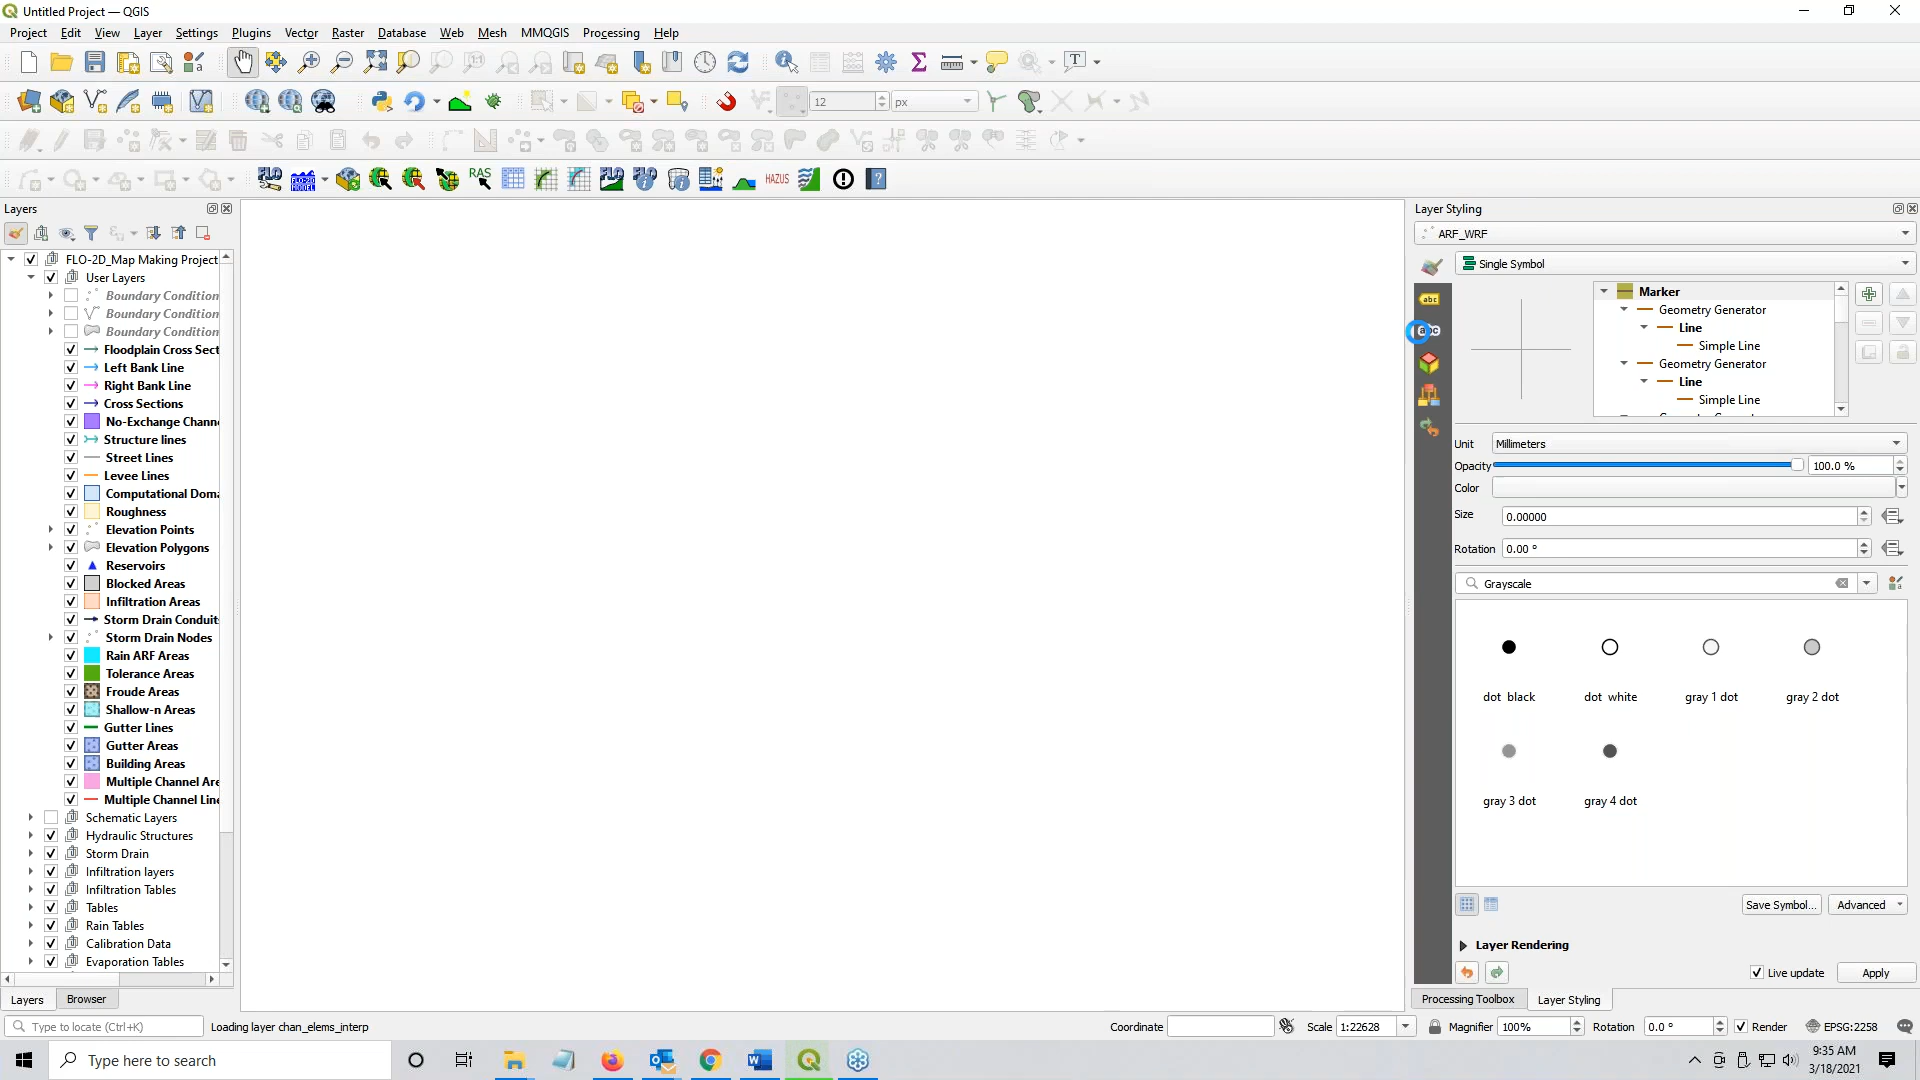 Untitled Project — QGIS
Project Edit View Layer Settings Plugins Vector Raster Database Web Mesh MMQGIS Processing Help
12 px
FLO RAS FLO HAZUS
Layers
FLO-2D_Map Making Project
User Layers
Boundary Condition
Boundary Condition
Boundary Condition
Floodplain Cross Sect
Left Bank Line
Right Bank Line
Cross Sections
No-Exchange Chann
Structure lines
Street Lines
Levee Lines
Computational Doma
Roughness
Elevation Points
Elevation Polygons
Reservoirs
Blocked Areas
Infiltration Areas
Storm Drain Conduit
Storm Drain Nodes
Rain ARF Areas
Tolerance Areas
Froude Areas
Shallow-n Areas
Gutter Lines
Gutter Areas
Building Areas
Multiple Channel Are
Multiple Channel Line
Schematic Layers
Hydraulic Structures
Storm Drain
Infiltration layers
Infiltration Tables
Tables
Rain Tables
Calibration Data
Evaporation Tables
Layers Browser
Layer Styling
ARF_WRF
Single Symbol
abc
Marker
Geometry Generator
Line
Simple Line
Geometry Generator
Line
Simple Line
Unit Millimeters
Opacity 100.0 %
Color
Size 0.00000
Rotation 0.00 °
Grayscale
dot black dot white gray 1 dot gray 2 dot
gray 3 dot gray 4 dot
Save Symbol... Advanced
Layer Rendering
Live update Apply
Processing Toolbox Layer Styling
Type to locate (Ctrl+K) Loading layer chan_elems_interp Coordinate Scale 1:22628 Magnifier 100% Rotation 0.0 ° Render EPSG:2258
Type here to search
9:35 AM
3/18/2021